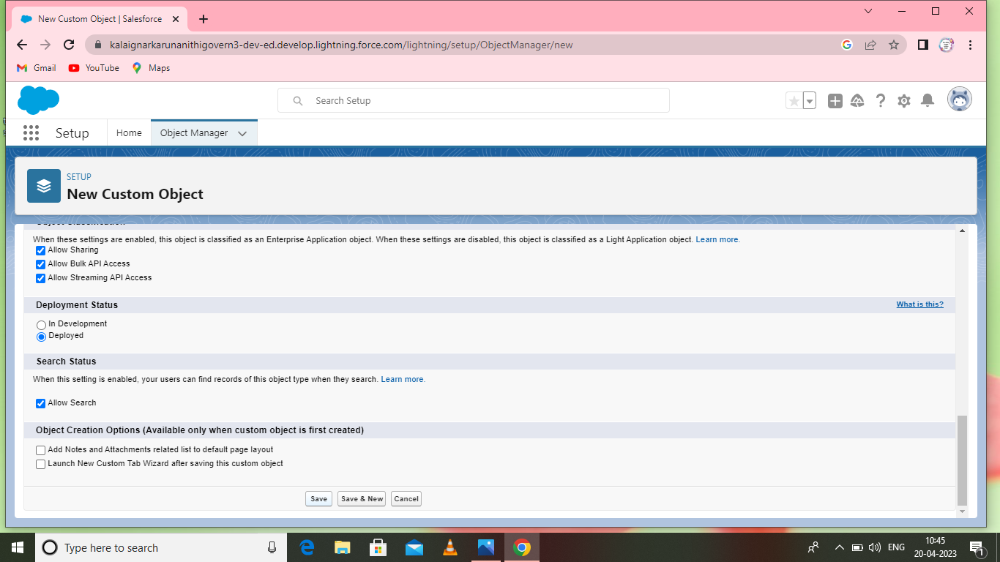 New Custom Object | Salesforce
kalaignarkarunanithigovern3-dev-ed.develop.lightning.force.com/lightning/setup/ObjectManager/new
Gmail YouTube Maps
Search Setup
Setup Home Object Manager
SETUP
New Custom Object
Object Classification
When these settings are enabled, this object is classified as an Enterprise Application object. When these settings are disabled, this object is classified as a Light Application object. Learn more.
Allow Sharing
Allow Bulk API Access
Allow Streaming API Access
Deployment Status What is this?
In Development
Deployed
Search Status
When this setting is enabled, your users can find records of this object type when they search. Learn more.
Allow Search
Object Creation Options (Available only when custom object is first created)
Add Notes and Attachments related list to default page layout
Launch New Custom Tab Wizard after saving this custom object
Save Save & New Cancel
Type here to search
ENG
10:45
20-04-2023
1